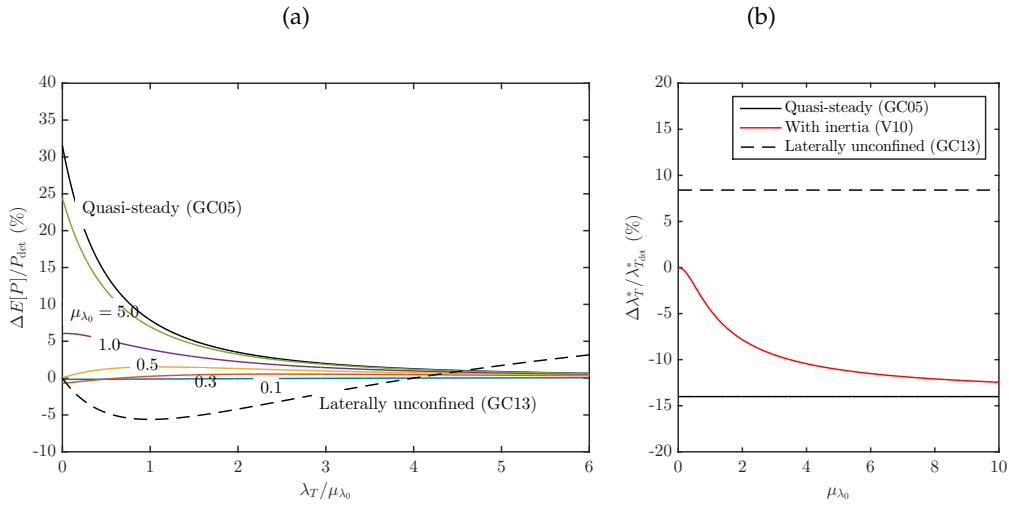 (a)
(b)
40
35
30
25
20
15
10
5
0
-5
-10
ΔE[P]/P_det (%)
Quasi-steady (GC05)
μ_λ₀ = 5.0
1.0
0.5
0.3
0.1
Laterally unconfined (GC13)
0 1 2 3 4 5 6
λ_T/μ_λ₀
20
15
10
5
0
-5
-10
-15
-20
Δλ*_T/λ*_T_det (%)
Quasi-steady (GC05)
With inertia (V10)
Laterally unconfined (GC13)
0 2 4 6 8 10
μ_λ₀